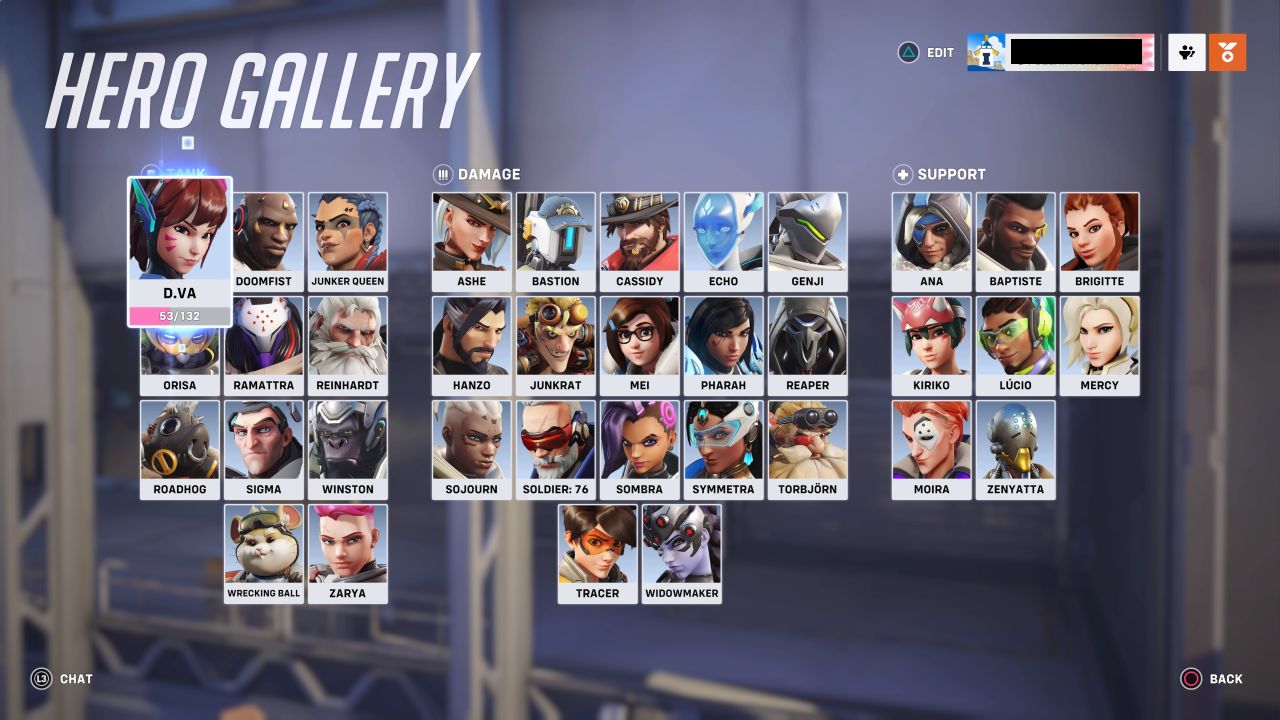 HERO GALLERY
EDIT
TANK
DAMAGE
SUPPORT
D.VA
53/132
DOOMFIST
JUNKER QUEEN
ASHE
BASTION
CASSIDY
ECHO
GENJI
ANA
BAPTISTE
BRIGITTE
ORISA
RAMATTRA
REINHARDT
HANZO
JUNKRAT
MEI
PHARAH
REAPER
KIRIKO
LÚCIO
MERCY
ROADHOG
SIGMA
WINSTON
SOJOURN
SOLDIER: 76
SOMBRA
SYMMETRA
TORBJÖRN
MOIRA
ZENYATTA
WRECKING BALL
ZARYA
TRACER
WIDOWMAKER
L3 CHAT
BACK